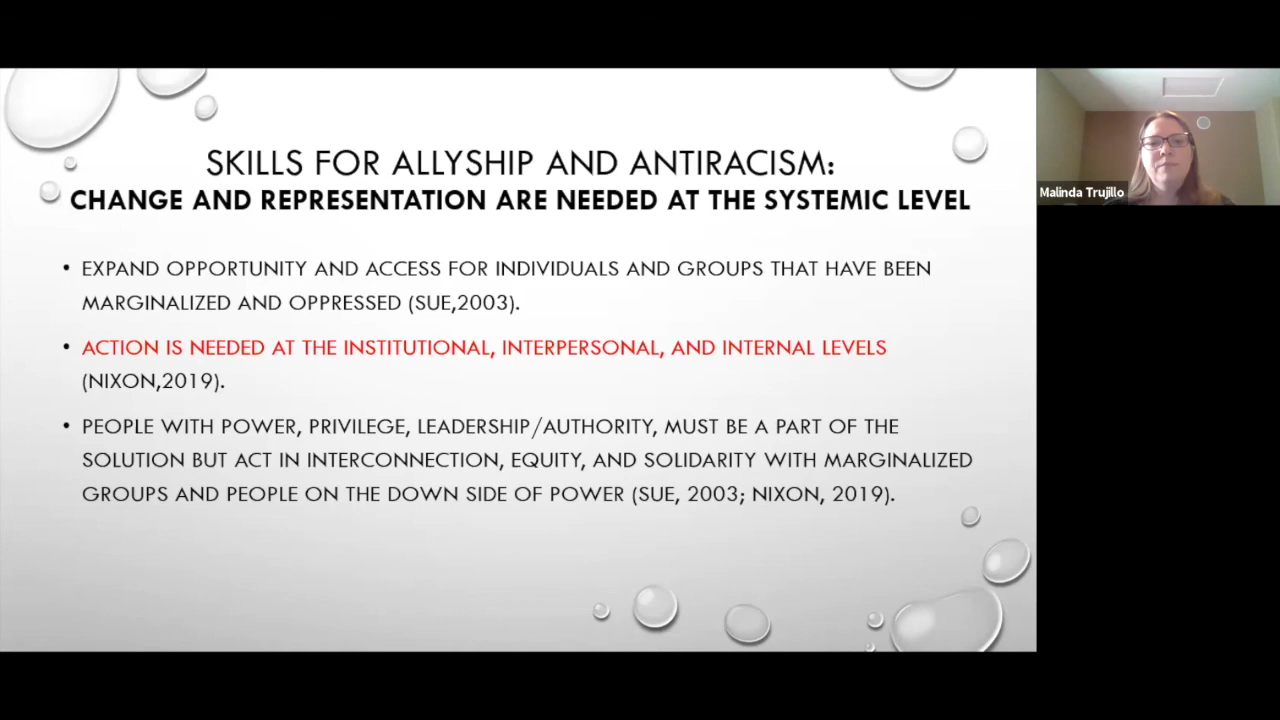 SKILLS FOR ALLYSHIP AND ANTIRACISM:
CHANGE AND REPRESENTATION ARE NEEDED AT THE SYSTEMIC LEVEL
• EXPAND OPPORTUNITY AND ACCESS FOR INDIVIDUALS AND GROUPS THAT HAVE BEEN
MARGINALIZED AND OPPRESSED (SUE,2003).
• ACTION IS NEEDED AT THE INSTITUTIONAL, INTERPERSONAL, AND INTERNAL LEVELS
(NIXON,2019).
• PEOPLE WITH POWER, PRIVILEGE, LEADERSHIP/AUTHORITY, MUST BE A PART OF THE
SOLUTION BUT ACT IN INTERCONNECTION, EQUITY, AND SOLIDARITY WITH MARGINALIZED
GROUPS AND PEOPLE ON THE DOWN SIDE OF POWER (SUE, 2003; NIXON, 2019).
Malinda Trujillo